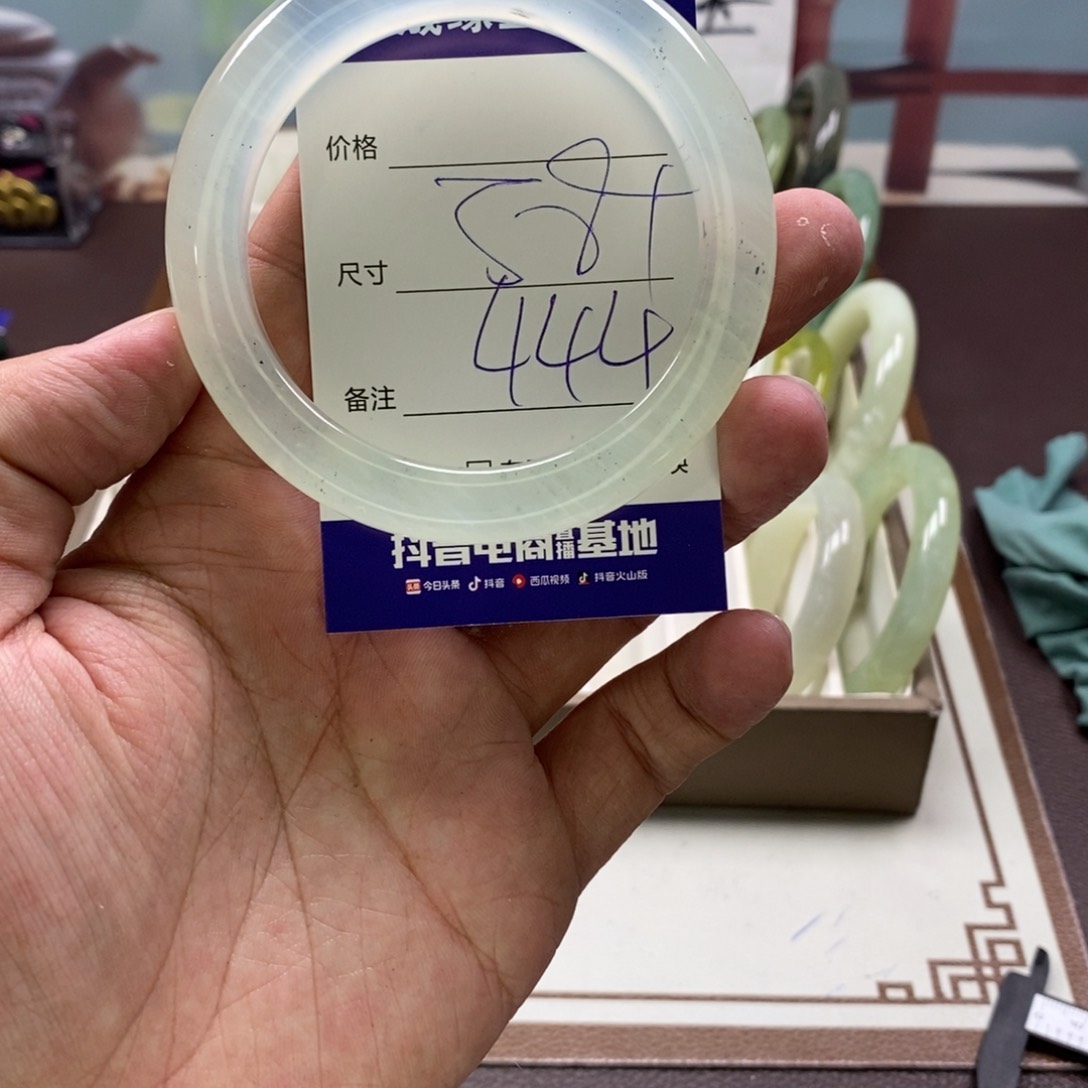 价格
58+
尺寸
444
备注
抖音电商直播基地
今日头条 抖音 西瓜视频 抖音火山版